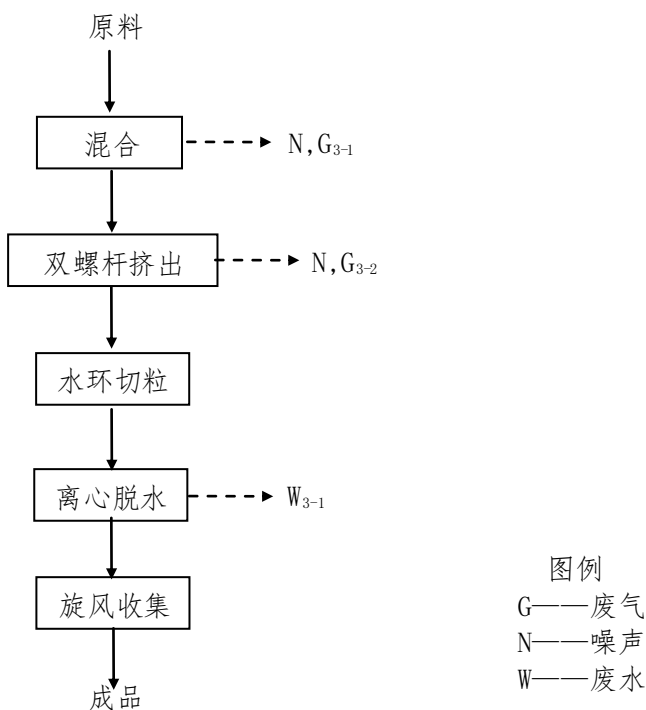 原料
混合
N,G3-1
双螺杆挤出
N,G3-2
水环切粒
离心脱水
W3-1
旋风收集
成品
图例
G——废气
N——噪声
W——废水